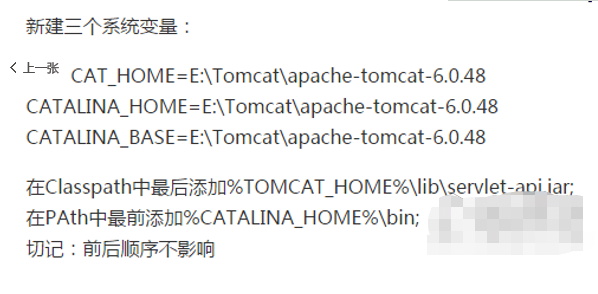 新建三个系统变量：
上一张
CAT_HOME=E:\Tomcat\apache-tomcat-6.0.48
CATALINA_HOME=E:\Tomcat\apache-tomcat-6.0.48
CATALINA_BASE=E:\Tomcat\apache-tomcat-6.0.48
在Classpath中最后添加%TOMCAT_HOME%\lib\servlet-api.jar;
在PAth中最前添加%CATALINA_HOME%\bin;
切记：前后顺序不影响